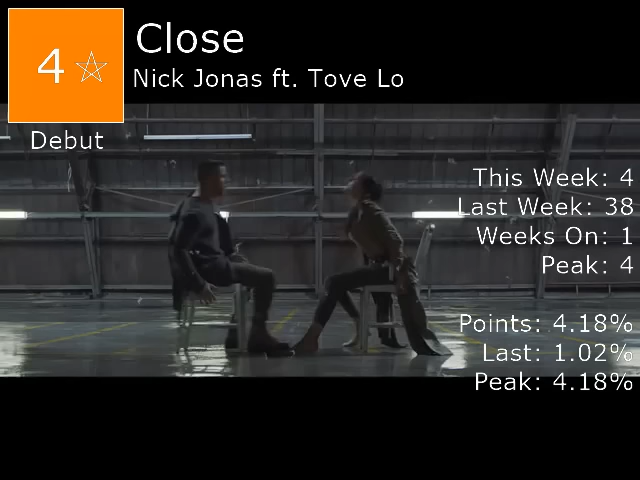 4 ☆
Close
Nick Jonas ft. Tove Lo
Debut
This Week: 4
Last Week: 38
Weeks On: 1
Peak: 4
Points: 4.18%
Last: 1.02%
Peak: 4.18%